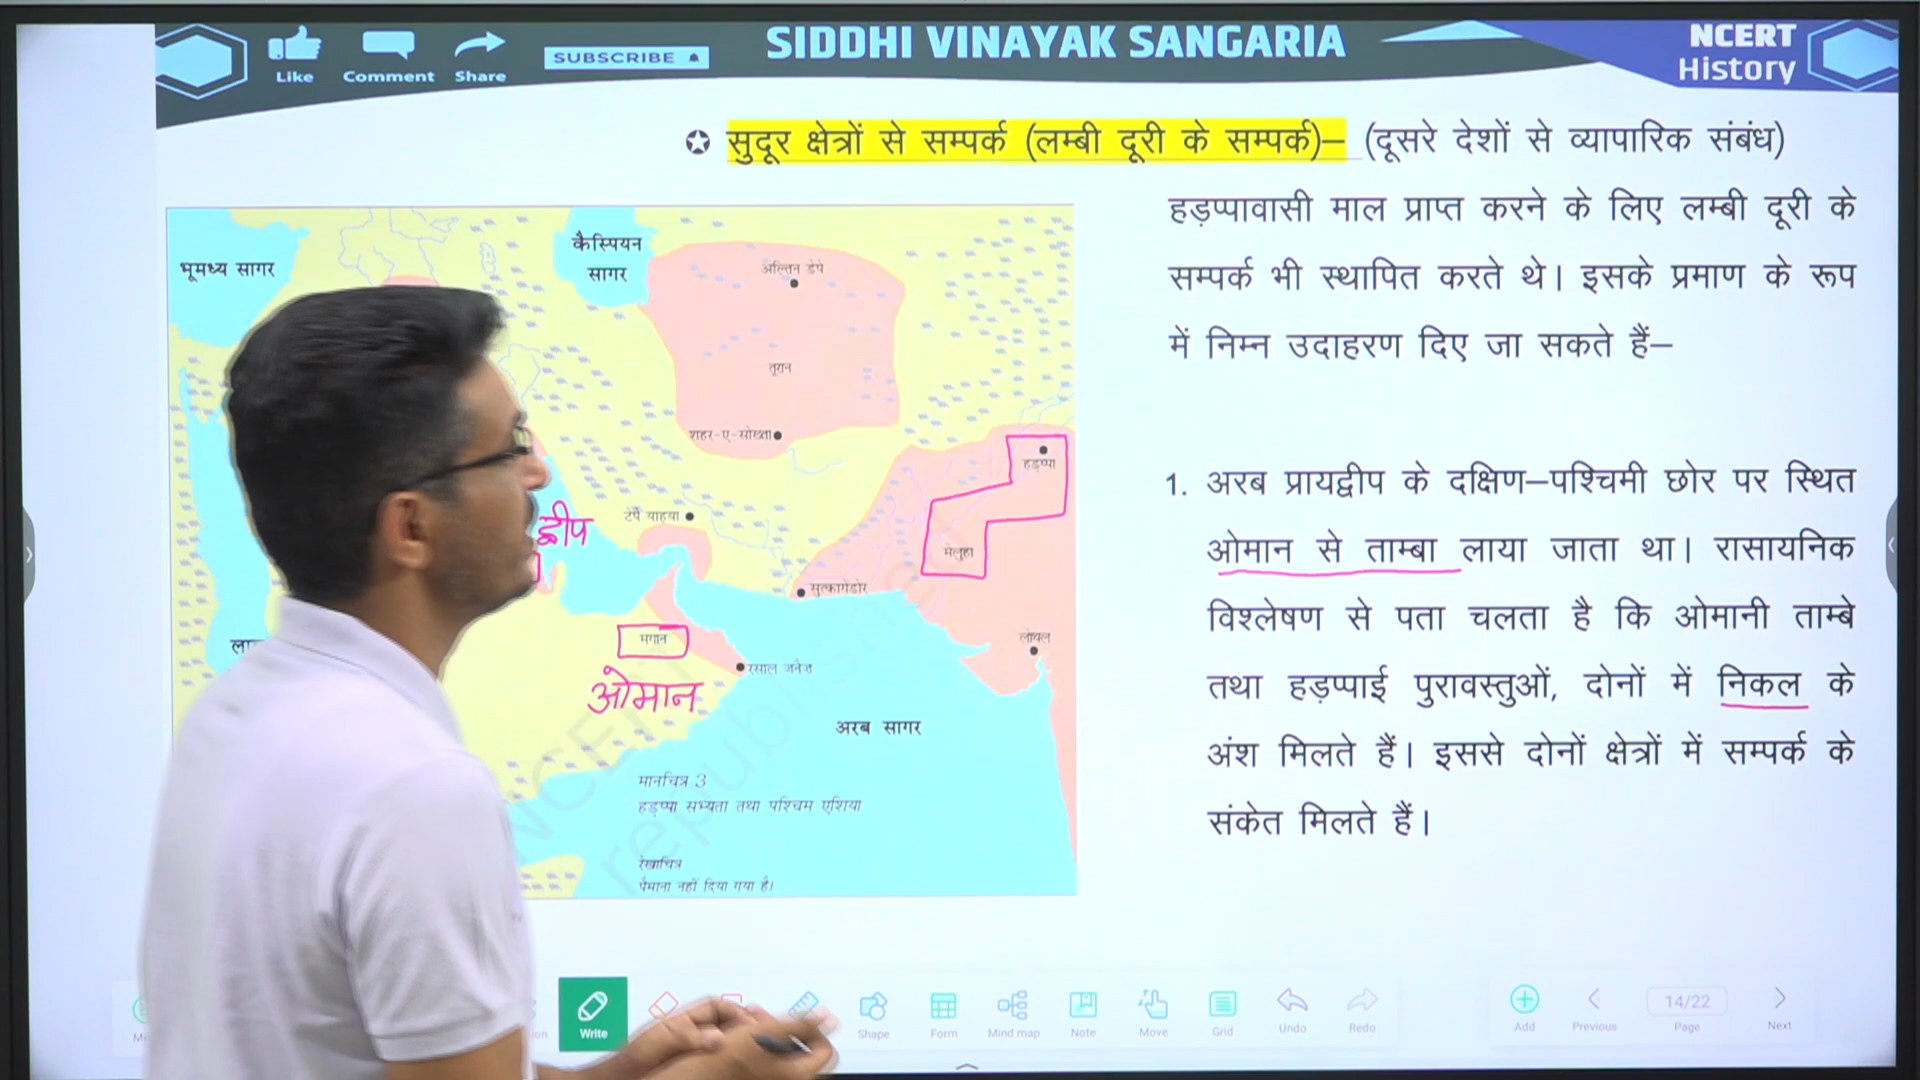 Like
Comment
Share
SUBSCRIBE
SIDDHI VINAYAK SANGARIA
NCERT
History
सुदूर क्षेत्रों से सम्पर्क (लम्बी दूरी के सम्पर्क)– (दूसरे देशों से व्यापारिक संबंध)
हड़प्पावासी माल प्राप्त करने के लिए लम्बी दूरी के
सम्पर्क भी स्थापित करते थे। इसके प्रमाण के रूप
में निम्न उदाहरण दिए जा सकते हैं–
1. अरब प्रायद्वीप के दक्षिण–पश्चिमी छोर पर स्थित
ओमान से ताम्बा लाया जाता था। रासायनिक
विश्लेषण से पता चलता है कि ओमानी ताम्बे
तथा हड़प्पाई पुरावस्तुओं, दोनों में निकल के
अंश मिलते हैं। इससे दोनों क्षेत्रों में सम्पर्क के
संकेत मिलते हैं।
भूमध्य सागर
कैस्पियन
सागर
अल्तिन डेपे
तूरान
शहर-ए-सोख्ता
हड़प्पा
टेपे याहया
द्वीप
मेलुहा
सुत्कागेंडोर
मगान
लोथल
रसाल जनैज
ओमान
अरब सागर
मानचित्र 3
हड़प्पा सभ्यता तथा पश्चिम एशिया
रेखाचित्र
पैमाना नहीं दिया गया है।
Write
Shape
Form
Mind map
Note
Move
Grid
Undo
Redo
Add
Previous
14/22
Page
Next